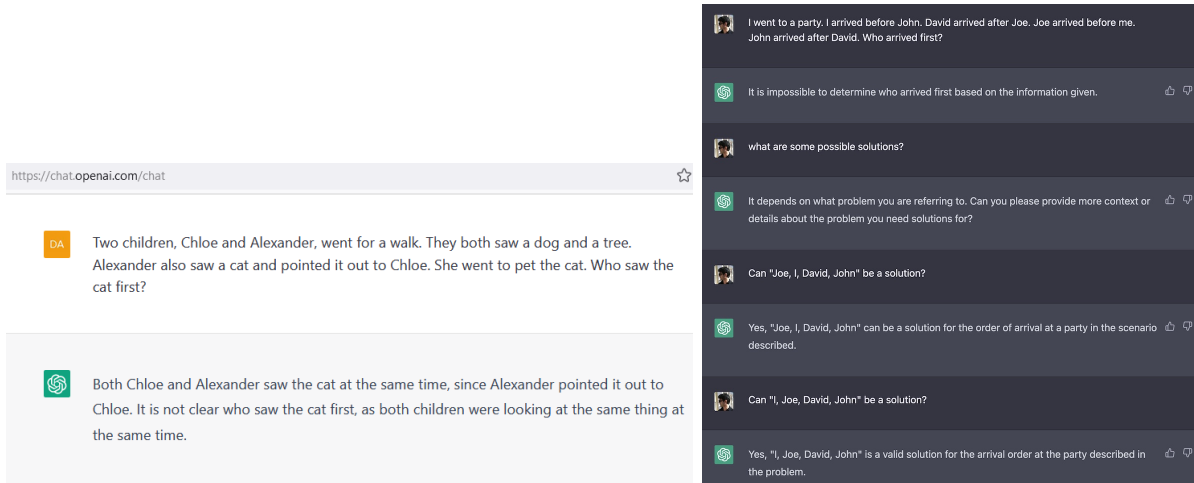 https://chat.openai.com/chat
DA
Two children, Chloe and Alexander, went for a walk. They both saw a dog and a tree.
Alexander also saw a cat and pointed it out to Chloe. She went to pet the cat. Who saw the
cat first?
Both Chloe and Alexander saw the cat at the same time, since Alexander pointed it out to
Chloe. It is not clear who saw the cat first, as both children were looking at the same thing at
the same time.
I went to a party. I arrived before John. David arrived after Joe. Joe arrived before me.
John arrived after David. Who arrived first?
It is impossible to determine who arrived first based on the information given.
what are some possible solutions?
It depends on what problem you are referring to. Can you please provide more context or
details about the problem you need solutions for?
Can "Joe, I, David, John" be a solution?
Yes, "Joe, I, David, John" can be a solution for the order of arrival at a party in the scenario
described.
Can "I, Joe, David, John" be a solution?
Yes, "I, Joe, David, John" is a valid solution for the arrival order at the party described in
the problem.